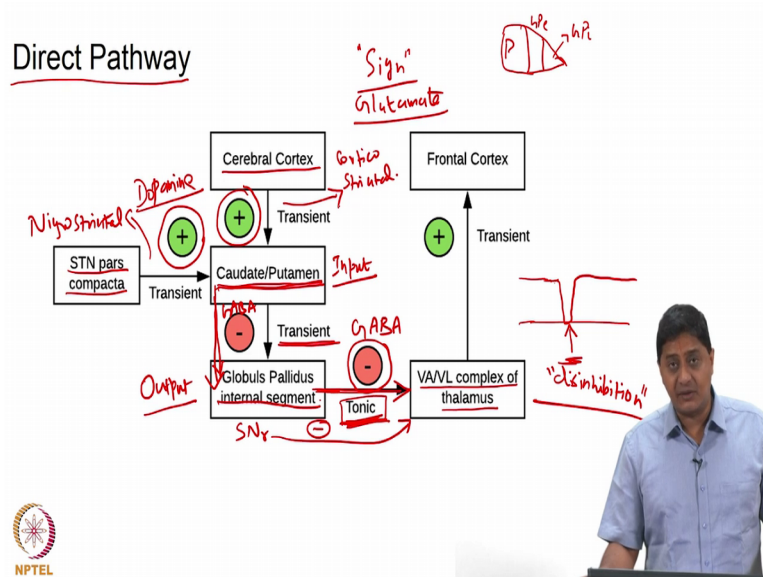 Direct Pathway
"Sign"
Glutamate
P
GPe
GPi
Cerebral Cortex
Cortico
Striatal.
Frontal Cortex
Dopamine
Nigrostriatal
+
+
Transient
+
Transient
STN pars
compacta
Transient
Caudate/Putamen
Input
GABA
-
Transient
GABA
-
"disinhibition"
Output
Globuls Pallidus
internal segment
Tonic
VA/VL complex of
thalamus
SNr
-
NPTEL